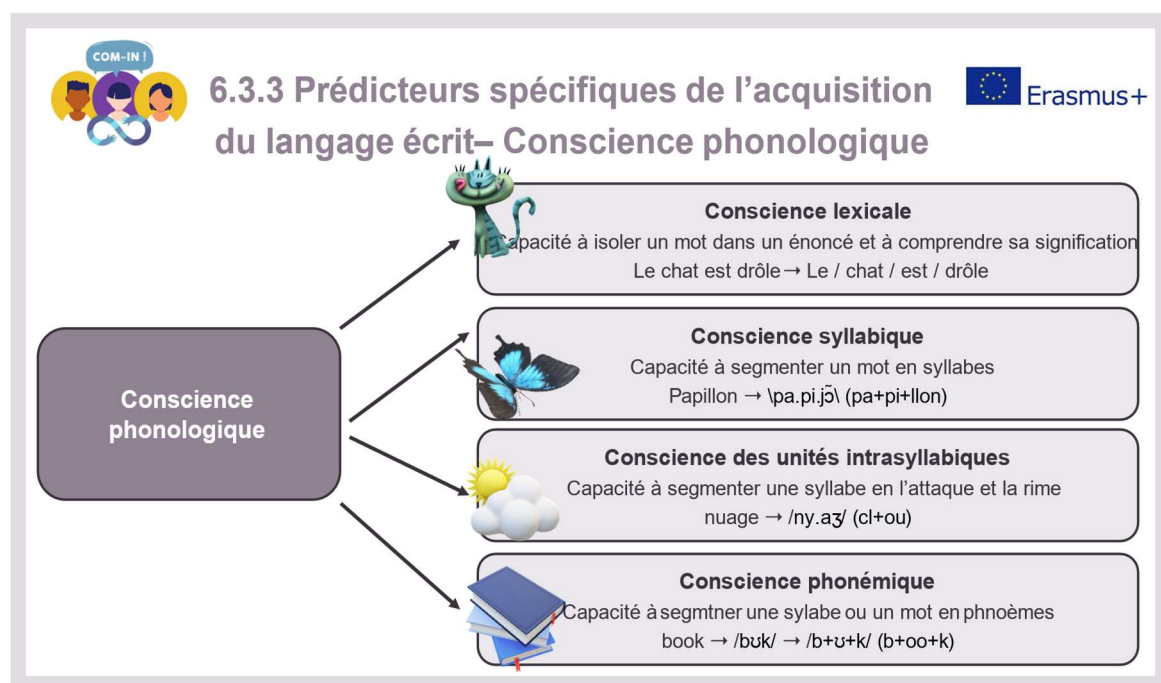 COM-IN !
6.3.3 Prédicteurs spécifiques de l’acquisition
du langage écrit– Conscience phonologique
Erasmus+
Conscience lexicale
Capacité à isoler un mot dans un énoncé et à comprendre sa signification
Le chat est drôle → Le / chat / est / drôle
Conscience syllabique
Capacité à segmenter un mot en syllabes
Papillon → \pa.pi.jɔ̃\ (pa+pi+llon)
Conscience
phonologique
Conscience des unités intrasyllabiques
Capacité à segmenter une syllabe en l’attaque et la rime
nuage → /ny.aʒ/ (cl+ou)
Conscience phonémique
Capacité à segmtner une sylabe ou un mot en phnoèmes
book → /bʊk/ → /b+ʊ+k/ (b+oo+k)